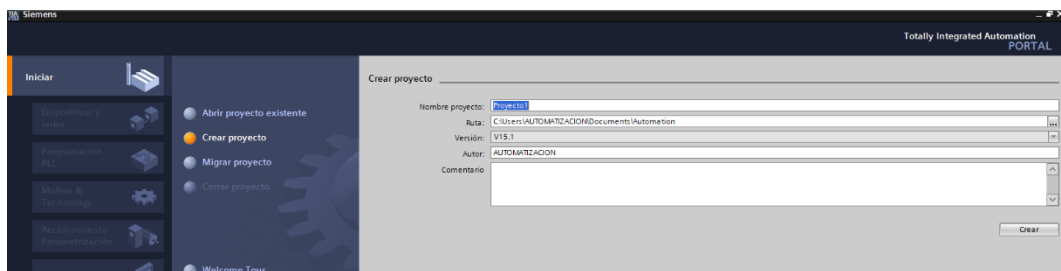 Siemens
Totally Integrated Automation
PORTAL
Iniciar
Dispositivos y
redes
Programación
PLC
Motion &
Technology
Accionamiento
Parametrización
Abrir proyecto existente
Crear proyecto
Migrar proyecto
Cerrar proyecto
Welcome Tour
Crear proyecto
Nombre proyecto: Proyecto1
Ruta: C:\Users\AUTOMATIZACION\Documents\Automation
...
Versión: V15.1
Autor: AUTOMATIZACION
Comentario
Crear